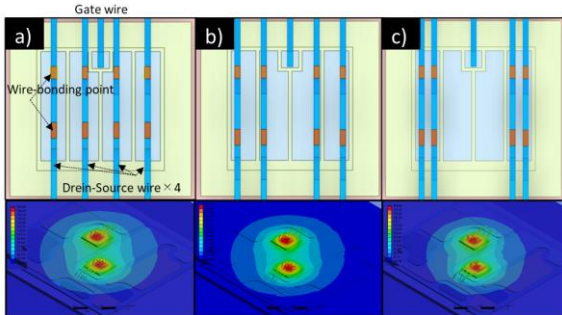 Gate wire
a)
b)
c)
Wire-bonding point
Drein-Source wire × 4